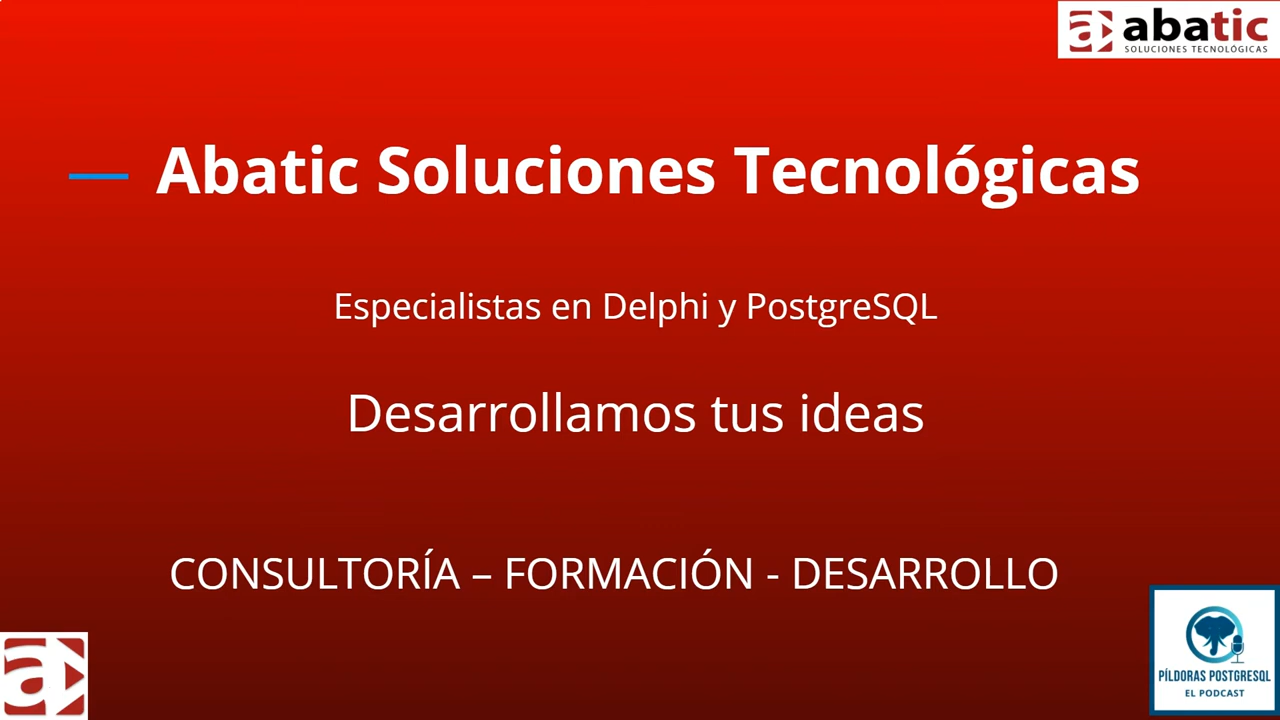 abatic
SOLUCIONES TECNOLÓGICAS
Abatic Soluciones Tecnológicas
Especialistas en Delphi y PostgreSQL
Desarrollamos tus ideas
CONSULTORÍA – FORMACIÓN - DESARROLLO
a
PÍLDORAS POSTGRESQL
EL PODCAST